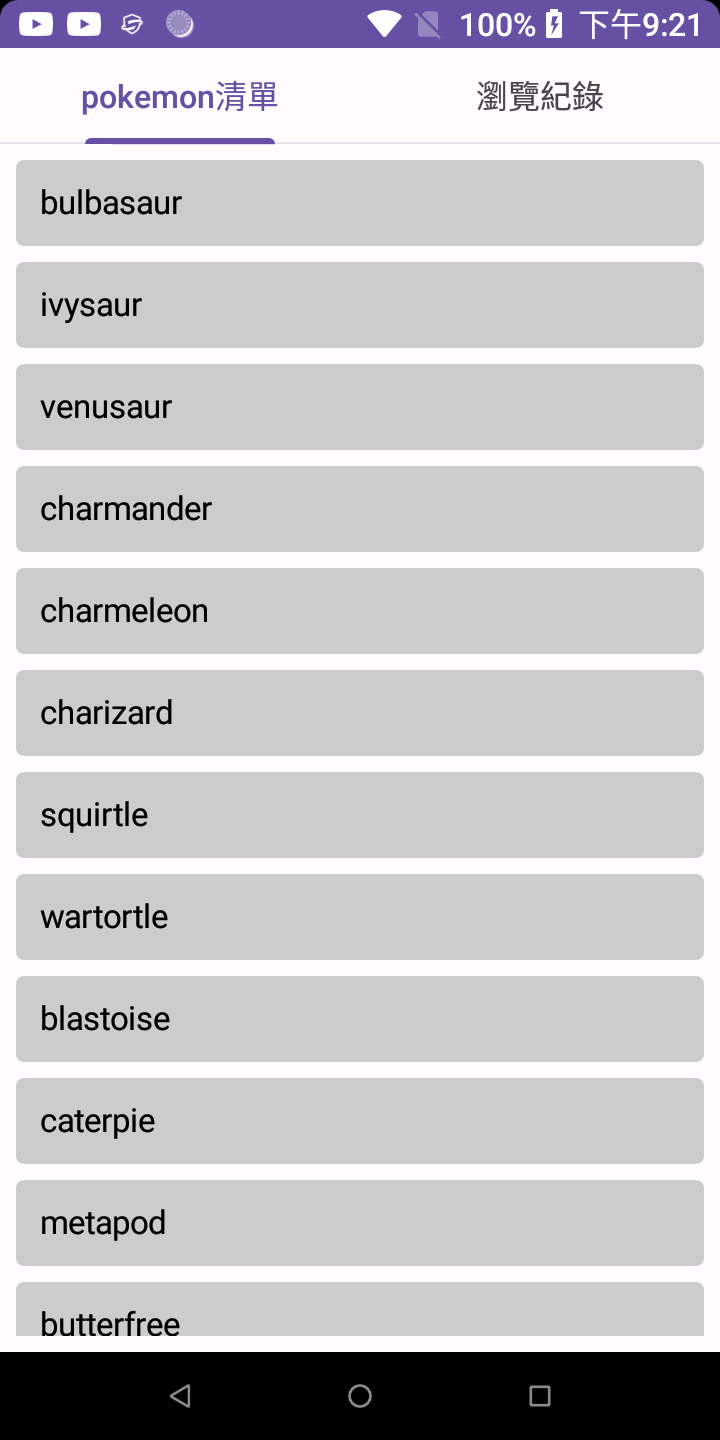 100% 下午9:21
pokemon清單 瀏覽紀錄
bulbasaur
ivysaur
venusaur
charmander
charmeleon
charizard
squirtle
wartortle
blastoise
caterpie
metapod
butterfree